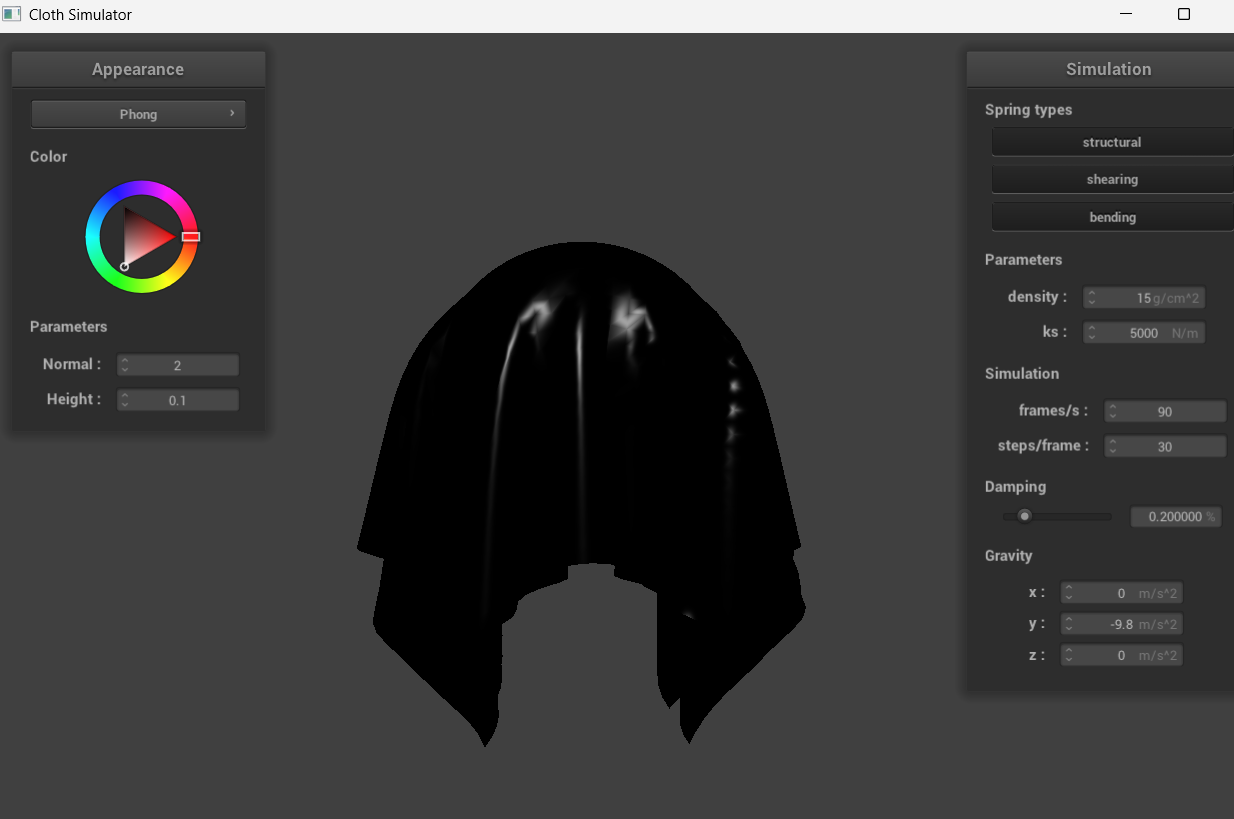 Cloth Simulator
Appearance
Phong
Color
Parameters
Normal : 2
Height : 0.1
Simulation
Spring types
structural
shearing
bending
Parameters
density : 15 g/cm^2
ks : 5000 N/m
Simulation
frames/s : 90
steps/frame : 30
Damping
0.200000 %
Gravity
x : 0 m/s^2
y : -9.8 m/s^2
z : 0 m/s^2